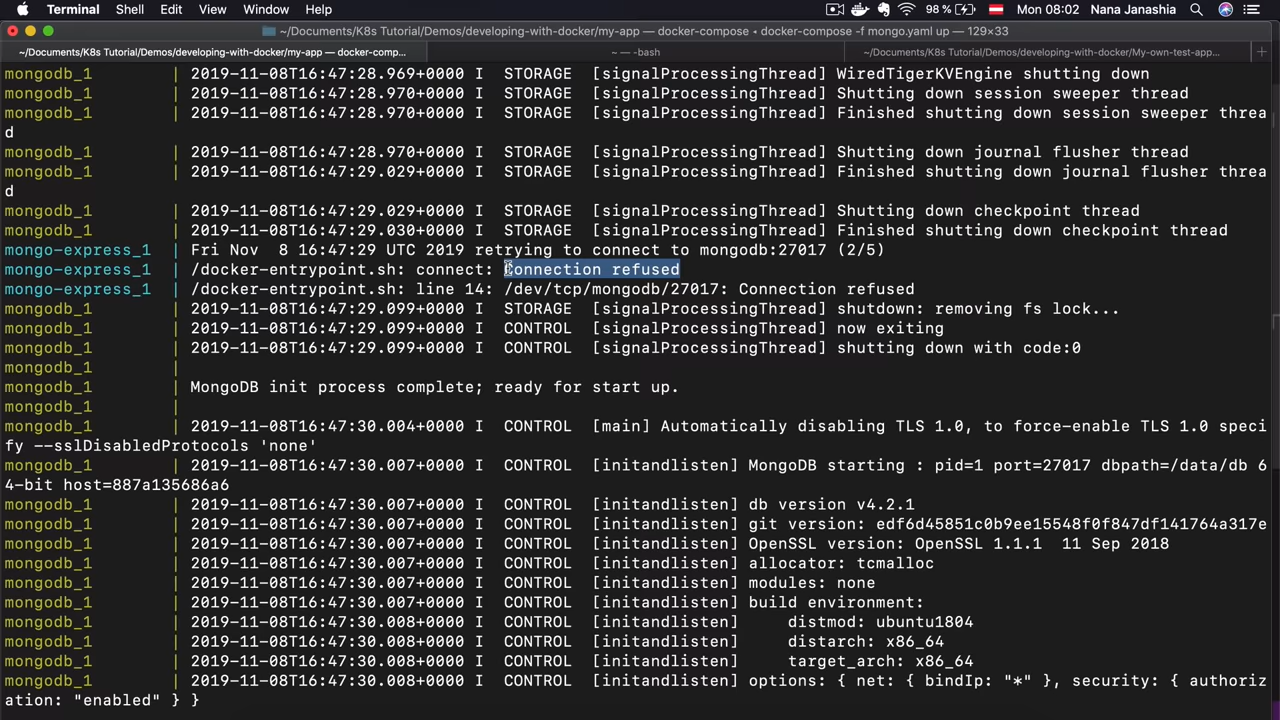 Terminal Shell Edit View Window Help 98 % Mon 08:02 Nana Janashia
~/Documents/K8s Tutorial/Demos/developing-with-docker/my-app — docker-compose ◂ docker-compose -f mongo.yaml up — 129×33
~/Documents/K8s Tutorial/Demos/developing-with-docker/my-app — docker-comp... ~ — -bash ~/Documents/K8s Tutorial/Demos/developing-with-docker/My-own-test-app... +
mongodb_1 | 2019-11-08T16:47:28.969+0000 I STORAGE [signalProcessingThread] WiredTigerKVEngine shutting down
mongodb_1 | 2019-11-08T16:47:28.970+0000 I STORAGE [signalProcessingThread] Shutting down session sweeper thread
mongodb_1 | 2019-11-08T16:47:28.970+0000 I STORAGE [signalProcessingThread] Finished shutting down session sweeper threa
d
mongodb_1 | 2019-11-08T16:47:28.970+0000 I STORAGE [signalProcessingThread] Shutting down journal flusher thread
mongodb_1 | 2019-11-08T16:47:29.029+0000 I STORAGE [signalProcessingThread] Finished shutting down journal flusher threa
d
mongodb_1 | 2019-11-08T16:47:29.029+0000 I STORAGE [signalProcessingThread] Shutting down checkpoint thread
mongodb_1 | 2019-11-08T16:47:29.030+0000 I STORAGE [signalProcessingThread] Finished shutting down checkpoint thread
mongo-express_1 | Fri Nov 8 16:47:29 UTC 2019 retrying to connect to mongodb:27017 (2/5)
mongo-express_1 | /docker-entrypoint.sh: connect: Connection refused
mongo-express_1 | /docker-entrypoint.sh: line 14: /dev/tcp/mongodb/27017: Connection refused
mongodb_1 | 2019-11-08T16:47:29.099+0000 I STORAGE [signalProcessingThread] shutdown: removing fs lock...
mongodb_1 | 2019-11-08T16:47:29.099+0000 I CONTROL [signalProcessingThread] now exiting
mongodb_1 | 2019-11-08T16:47:29.099+0000 I CONTROL [signalProcessingThread] shutting down with code:0
mongodb_1 |
mongodb_1 | MongoDB init process complete; ready for start up.
mongodb_1 |
mongodb_1 | 2019-11-08T16:47:30.004+0000 I CONTROL [main] Automatically disabling TLS 1.0, to force-enable TLS 1.0 speci
fy --sslDisabledProtocols 'none'
mongodb_1 | 2019-11-08T16:47:30.007+0000 I CONTROL [initandlisten] MongoDB starting : pid=1 port=27017 dbpath=/data/db 6
4-bit host=887a135686a6
mongodb_1 | 2019-11-08T16:47:30.007+0000 I CONTROL [initandlisten] db version v4.2.1
mongodb_1 | 2019-11-08T16:47:30.007+0000 I CONTROL [initandlisten] git version: edf6d45851c0b9ee15548f0f847df141764a317e
mongodb_1 | 2019-11-08T16:47:30.007+0000 I CONTROL [initandlisten] OpenSSL version: OpenSSL 1.1.1 11 Sep 2018
mongodb_1 | 2019-11-08T16:47:30.007+0000 I CONTROL [initandlisten] allocator: tcmalloc
mongodb_1 | 2019-11-08T16:47:30.007+0000 I CONTROL [initandlisten] modules: none
mongodb_1 | 2019-11-08T16:47:30.007+0000 I CONTROL [initandlisten] build environment:
mongodb_1 | 2019-11-08T16:47:30.008+0000 I CONTROL [initandlisten] distmod: ubuntu1804
mongodb_1 | 2019-11-08T16:47:30.008+0000 I CONTROL [initandlisten] distarch: x86_64
mongodb_1 | 2019-11-08T16:47:30.008+0000 I CONTROL [initandlisten] target_arch: x86_64
mongodb_1 | 2019-11-08T16:47:30.008+0000 I CONTROL [initandlisten] options: { net: { bindIp: "*" }, security: { authoriz
ation: "enabled" } }